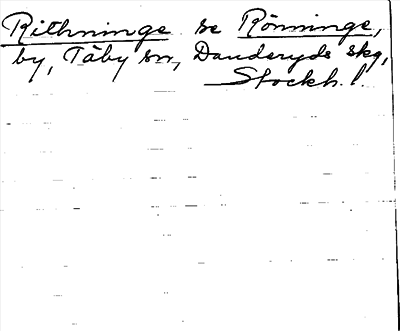 Rithninge se Rönninge,
by, Täby sn, Danderyds skg,
Stockh. l.